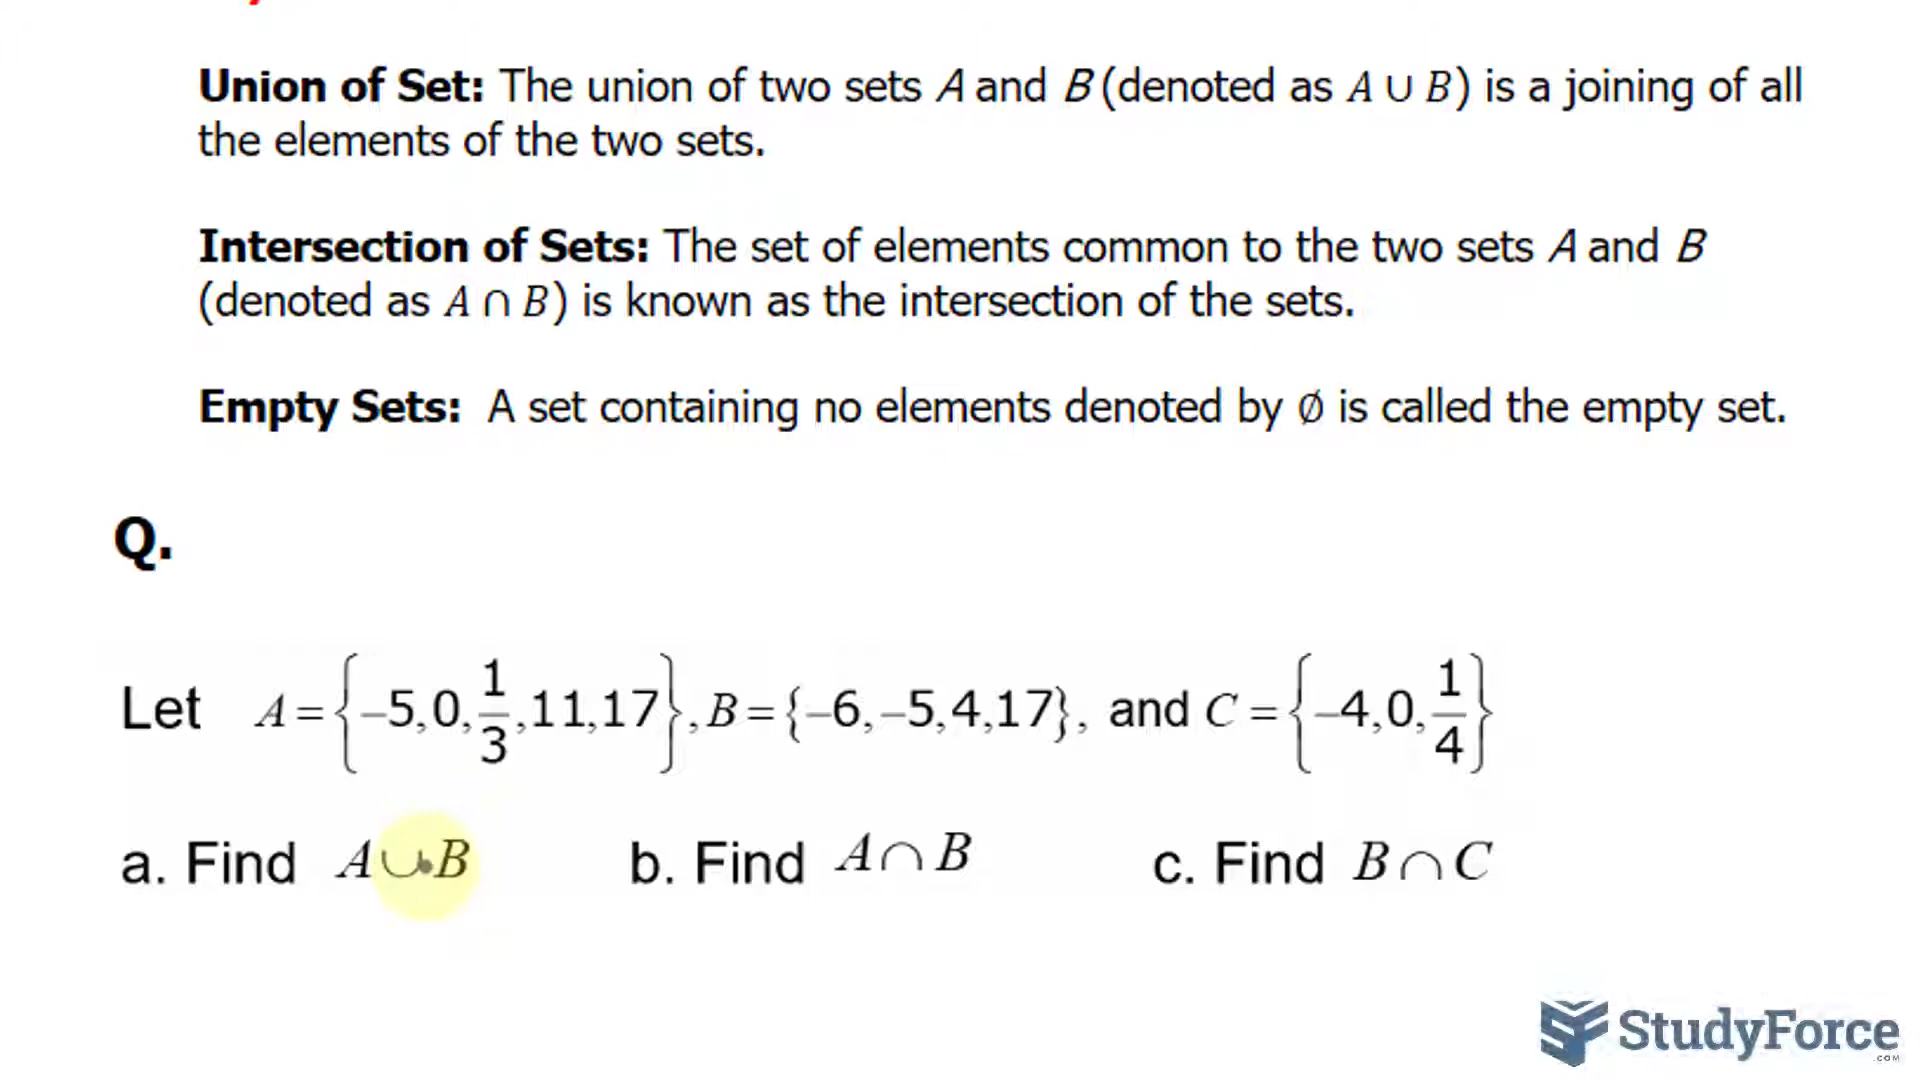 Union of Set: The union of two sets A and B (denoted as A ∪ B) is a joining of all
the elements of the two sets.
Intersection of Sets: The set of elements common to the two sets A and B
(denoted as A ∩ B) is known as the intersection of the sets.
Empty Sets: A set containing no elements denoted by ∅ is called the empty set.
Q.
Let A = {–5,0,1/3,11,17}, B = {–6,–5,4,17}, and C = {–4,0,1/4}
a. Find A∪B b. Find A∩B c. Find B∩C
StudyForce
.COM